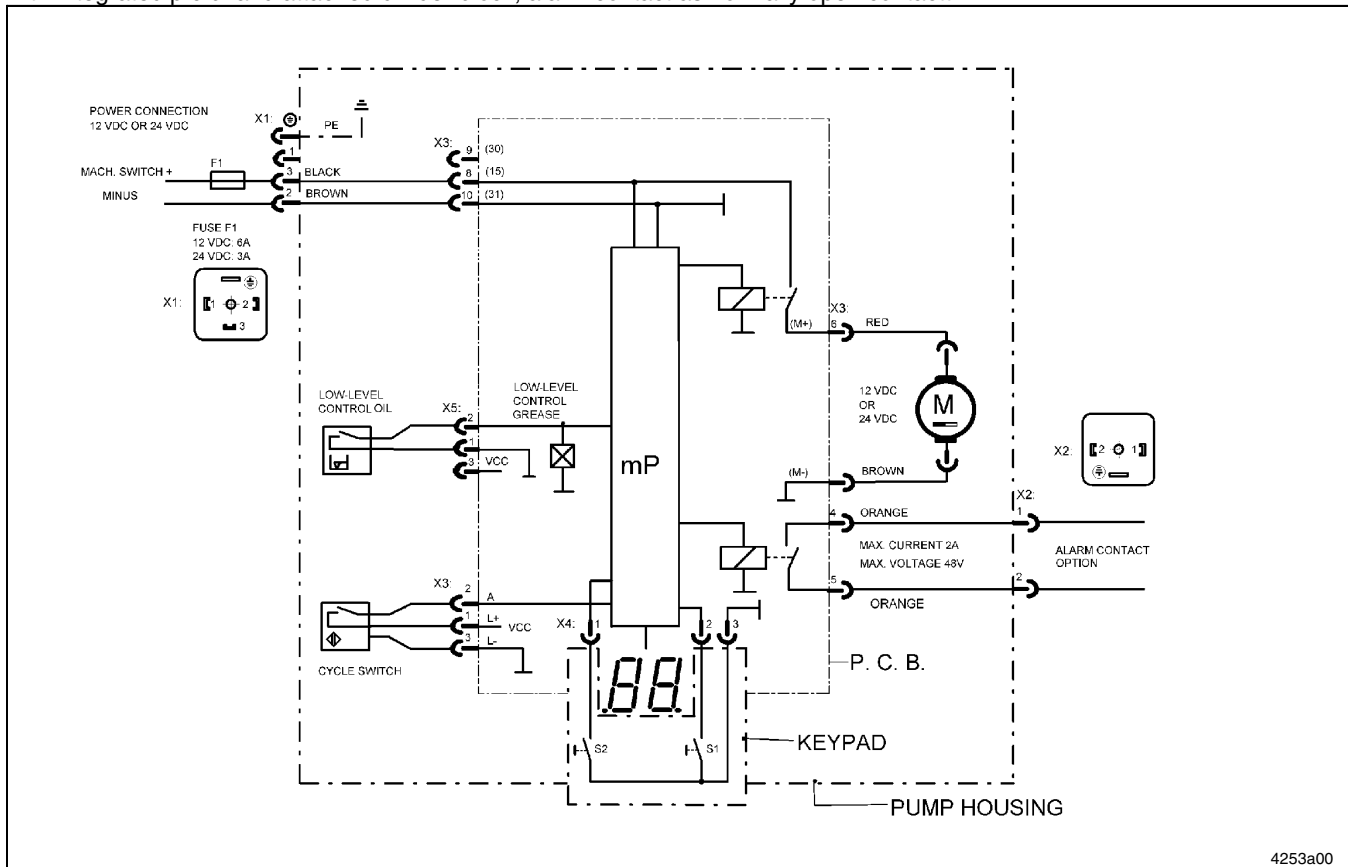 POWER CONNECTION
12 VDC OR 24 VDC
X1:
PE
1
MACH. SWITCH +
F1
3
BLACK
MINUS
2
BROWN
X3:
9
(30)
8
(15)
10
(31)
FUSE F1
12 VDC: 6A
24 VDC: 3A
X1:
1
2
3
X3:
(M+)
6
RED
LOW-LEVEL
CONTROL OIL
X5:
2
1
3
VCC
LOW-LEVEL
CONTROL
GREASE
mP
12 VDC
OR
24 VDC
M
X2:
2
1
(M-)
BROWN
X2:
4
ORANGE
1
MAX. CURRENT 2A
MAX. VOLTAGE 48V
ALARM CONTACT
OPTION
5
ORANGE
2
X3:
2
A
1
L+
VCC
3
L-
CYCLE SWITCH
X4:
1
2
3
.8.8
P. C. B.
S2
S1
KEYPAD
PUMP HOUSING
4253a00